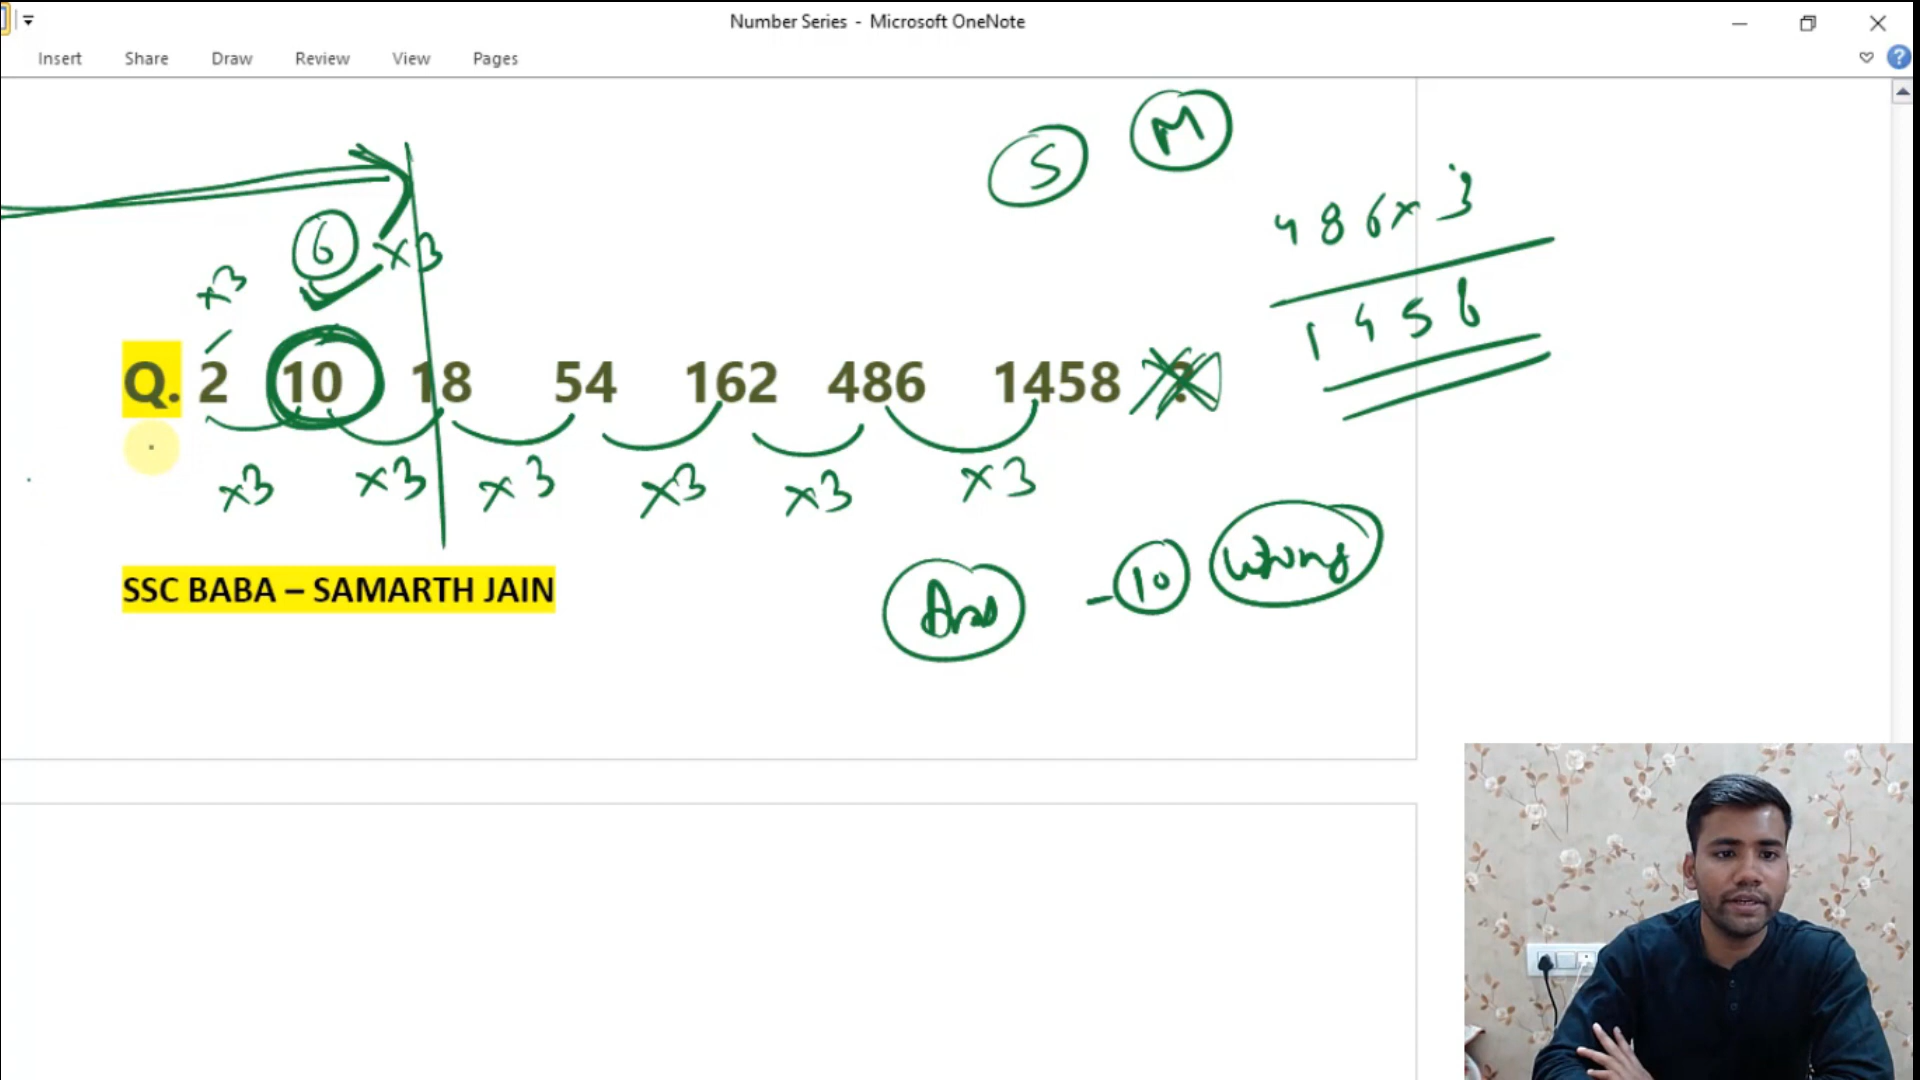 Number Series - Microsoft OneNote
Insert Share Draw Review View Pages
?
S M
486x3
6 x3
x3
1456
Q. 2 10 18 54 162 486 1458 ?
x3 x3 x3 x3 x3 x3
Ans -10 Wrong
SSC BABA – SAMARTH JAIN